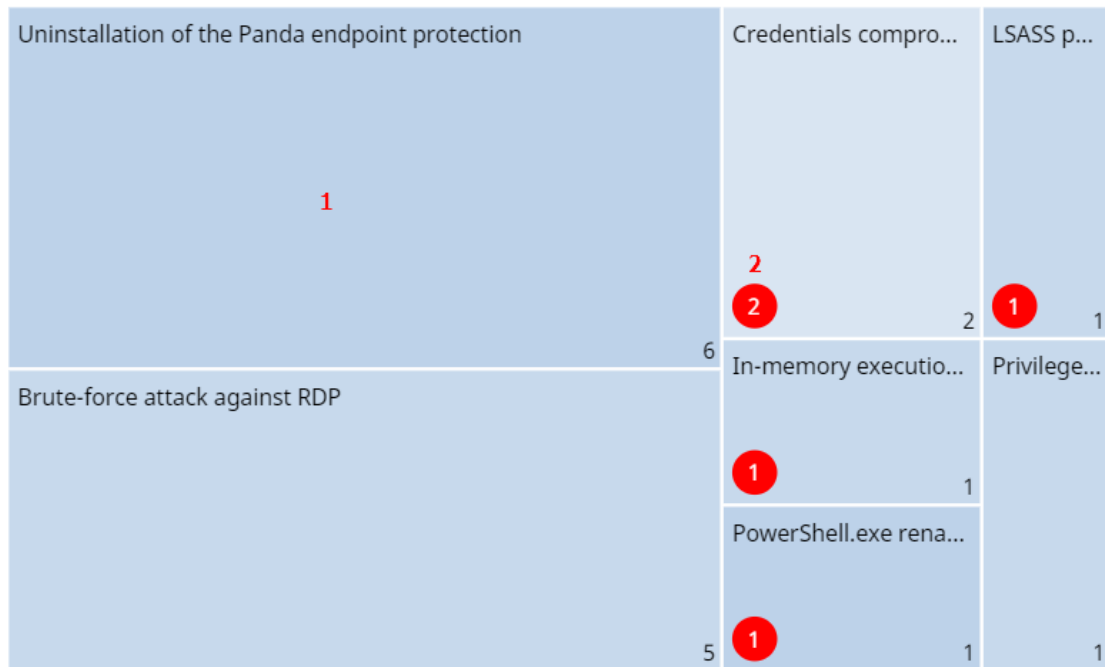 Uninstallation of the Panda endpoint protection
1
6
Brute-force attack against RDP
5
Credentials compro...
2
2
2
In-memory executio...
1
1
PowerShell.exe rena...
1
1
LSASS p...
1
1
Privilege...
1